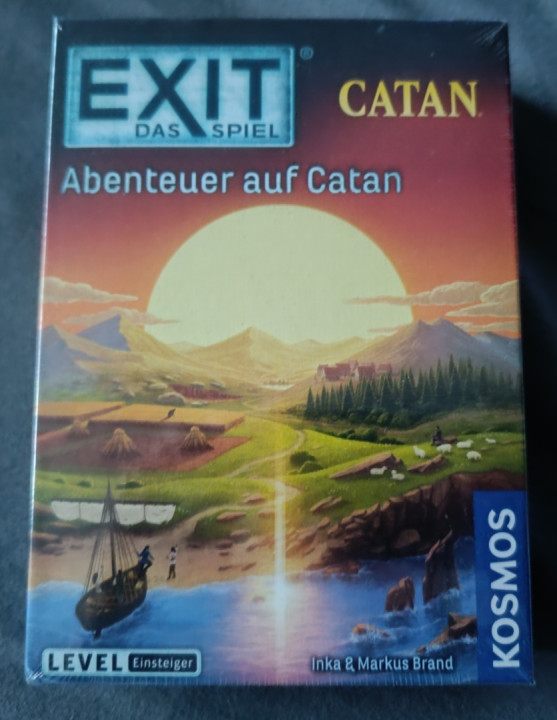 EXIT®
DAS SPIEL
CATAN
Abenteuer auf Catan
KOSMOS
LEVEL Einsteiger
Inka & Markus Brand